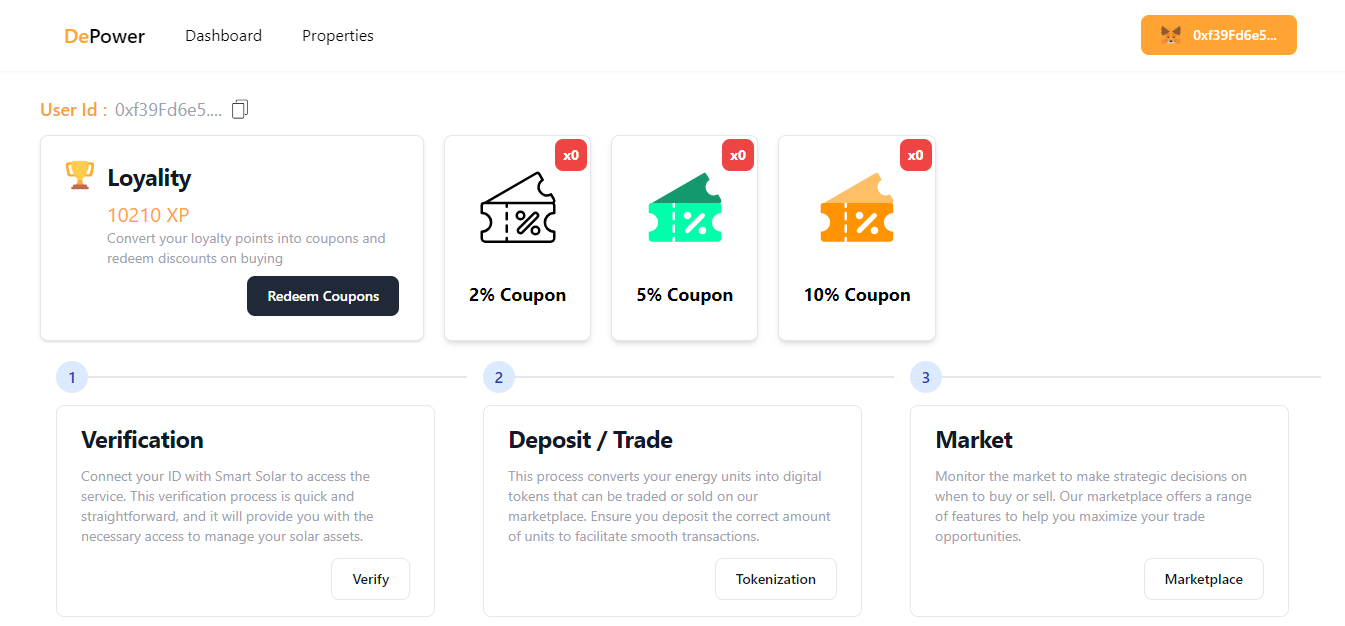 DePower Dashboard Properties 0xf39Fd6e5...
User Id : 0xf39Fd6e5....
Loyality
10210 XP
Convert your loyalty points into coupons and
redeem discounts on buying
Redeem Coupons
x0
2% Coupon
x0
5% Coupon
x0
10% Coupon
1
Verification
Connect your ID with Smart Solar to access the
service. This verification process is quick and
straightforward, and it will provide you with the
necessary access to manage your solar assets.
Verify
2
Deposit / Trade
This process converts your energy units into digital
tokens that can be traded or sold on our
marketplace. Ensure you deposit the correct amount
of units to facilitate smooth transactions.
Tokenization
3
Market
Monitor the market to make strategic decisions on
when to buy or sell. Our marketplace offers a range
of features to help you maximize your trade
opportunities.
Marketplace